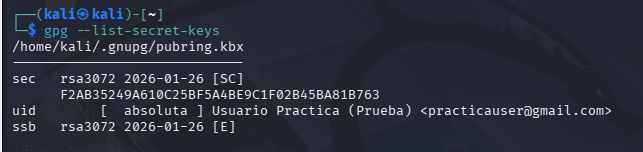 ┌──(kali㉿kali)-[~]
└─$ gpg --list-secret-keys
/home/kali/.gnupg/pubring.kbx
-----------------------------
sec   rsa3072 2026-01-26 [SC]
      F2AB35249A610C25BF5A4BE9C1F02B45BA81B763
uid        [  absoluta ] Usuario Practica (Prueba) <practicauser@gmail.com>
ssb   rsa3072 2026-01-26 [E]